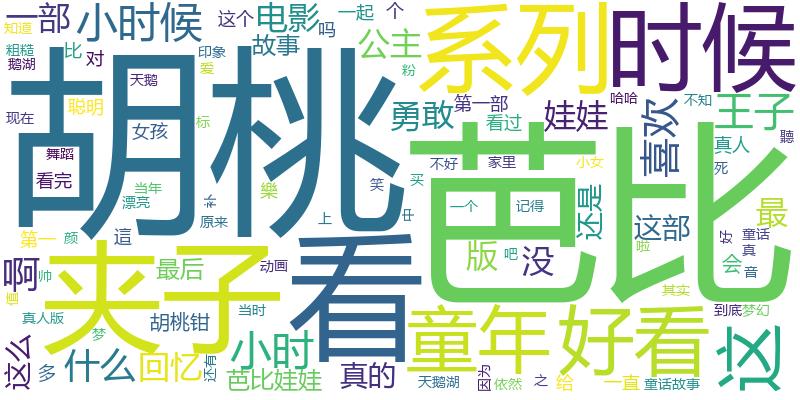 知道
一部
小时候
这个
电影
一起
个
系列
时候
粗糙
比
对
印象
故事
吗
公主
鹅湖
爱
粉
天鹅
胡桃
聪明
勇敢
第一部
娃娃
哈哈
不知
王子
现在
女孩
标
看过
喜欢
真人
聽
舞蹈
看完
当年
漂亮
笑
买
不好
家里
小女
死
芭比
一个
记得
还是
这部
最
樂
原来
上
第一
颜
這
版
吧
没
啦
会
好
童话
真
音
啊
帅
值
夹子
最后
动画
看
其实
到底
梦幻
真人版
梦
胡桃钳
当时
童年
好看
这
这么
多
什么
回忆
还有
小时
芭比娃娃
真的
天鹅湖
因为
依然
之
给
一直
童话故事